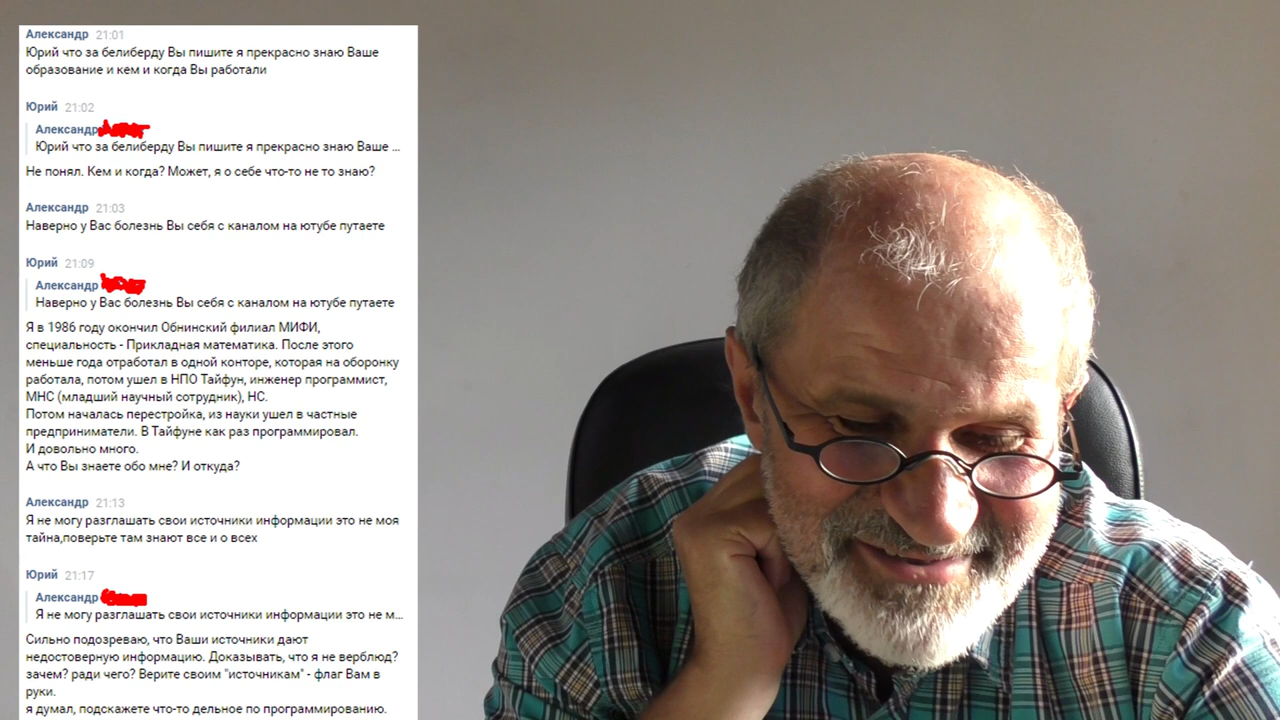 Александр 21:01
Юрий что за белиберду Вы пишите я прекрасно знаю Ваше
образование и кем и когда Вы работали
Юрий 21:02
Александр
Юрий что за белиберду Вы пишите я прекрасно знаю Ваше ...
Не понял. Кем и когда? Может, я о себе что-то не то знаю?
Александр 21:03
Наверно у Вас болезнь Вы себя с каналом на ютубе путаете
Юрий 21:09
Александр
Наверно у Вас болезнь Вы себя с каналом на ютубе путаете
Я в 1986 году окончил Обнинский филиал МИФИ,
специальность - Прикладная математика. После этого
меньше года отработал в одной конторе, которая на оборонку
работала, потом ушел в НПО Тайфун, инженер программист,
МНС (младший научный сотрудник), НС.
Потом началась перестройка, из науки ушел в частные
предприниматели. В Тайфуне как раз программировал.
И довольно много.
А что Вы знаете обо мне? И откуда?
Александр 21:13
Я не могу разглашать свои источники информации это не моя
тайна,поверьте там знают все и о всех
Юрий 21:17
Александр
Я не могу разглашать свои источники информации это не м...
Сильно подозреваю, что Ваши источники дают
недостоверную информацию. Доказывать, что я не верблюд?
зачем? ради чего? Верите своим "источникам" - флаг Вам в
руки.
я думал, подскажете что-то дельное по программированию.